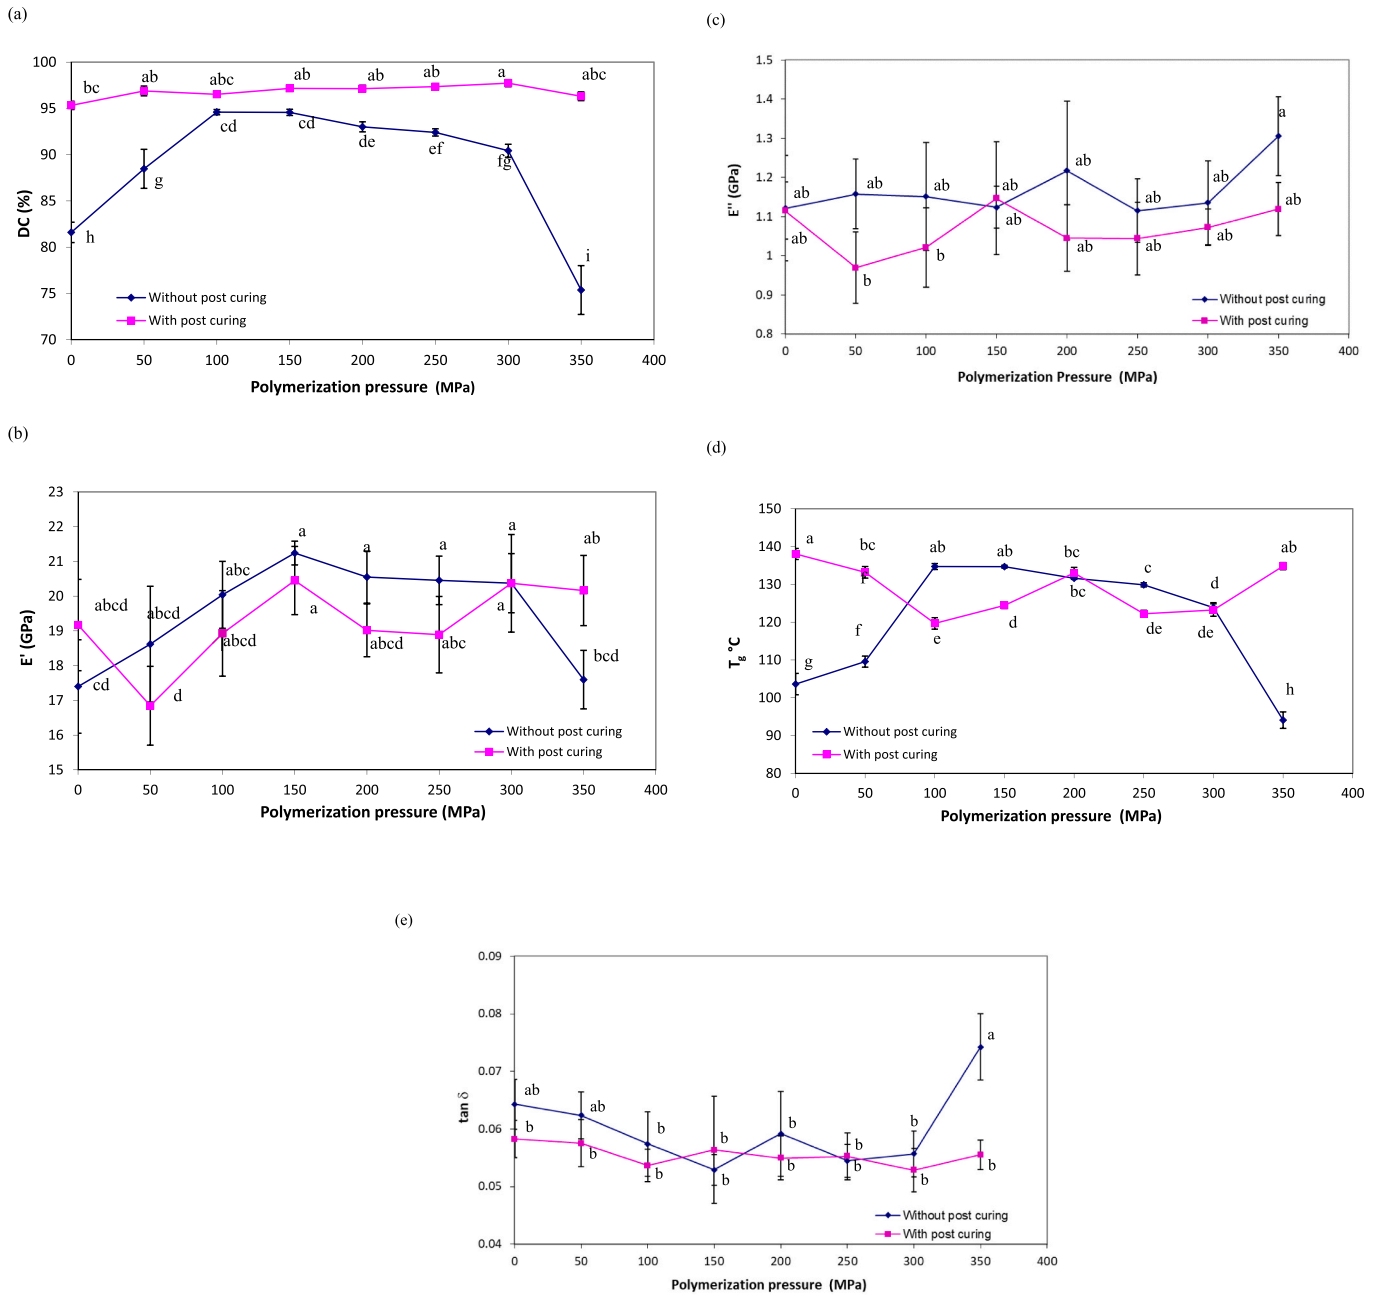 (a)
100
95
90
85
80
75
70
DC (%)
bc
ab
abc
ab
ab
ab
a
abc
h
g
cd
cd
de
ef
fg
i
Without post curing
With post curing
0 50 100 150 200 250 300 350 400
Polymerization pressure (MPa)
(c)
1.5
1.4
1.3
1.2
1.1
1
0.9
0.8
E'' (GPa)
ab
ab
ab
ab
ab
ab
ab
a
ab
b
b
ab
ab
ab
ab
ab
Without post curing
With post curing
0 50 100 150 200 250 300 350 400
Polymerization Pressure (MPa)
(b)
23
22
21
20
19
18
17
16
15
E' (GPa)
abcd
abcd
abc
a
a
a
a
ab
cd
d
abcd
a
abcd
abc
a
bcd
Without post curing
With post curing
0 50 100 150 200 250 300 350 400
Polymerization pressure (MPa)
(d)
150
140
130
120
110
100
90
80
Tg °C
a
bc
ab
ab
bc
c
d
ab
g
f
e
d
bc
de
de
h
Without post curing
With post curing
0 50 100 150 200 250 300 350 400
Polymerization pressure (MPa)
(e)
0.09
0.08
0.07
0.06
0.05
0.04
tan δ
ab
ab
b
b
b
b
b
a
b
b
b
b
b
b
b
b
Without post curing
With post curing
0 50 100 150 200 250 300 350 400
Polymerization pressure (MPa)